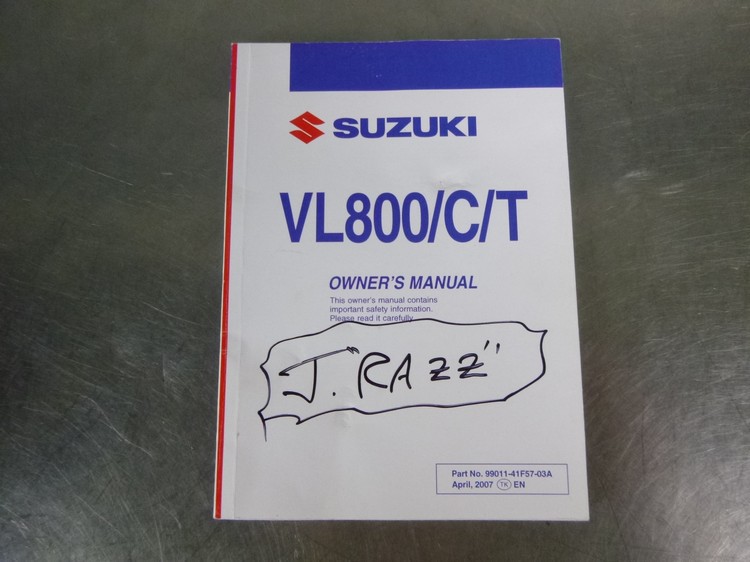 SUZUKI
VL800/C/T
OWNER'S MANUAL
This owner's manual contains
important safety information.
Please read it carefully.
J. "RAZZ"
Part No. 99011-41F57-03A
April, 2007 TK EN